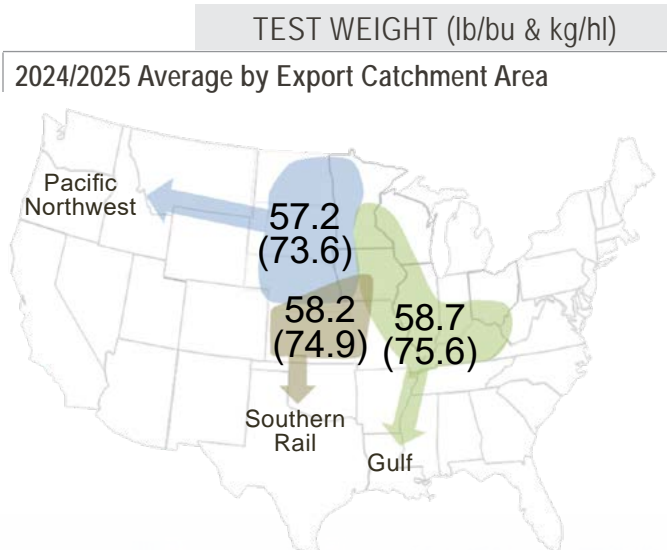 TEST WEIGHT (lb/bu & kg/hl)
2024/2025 Average by Export Catchment Area
Pacific
Northwest
57.2
(73.6)
58.2
(74.9)
58.7
(75.6)
Southern
Rail
Gulf